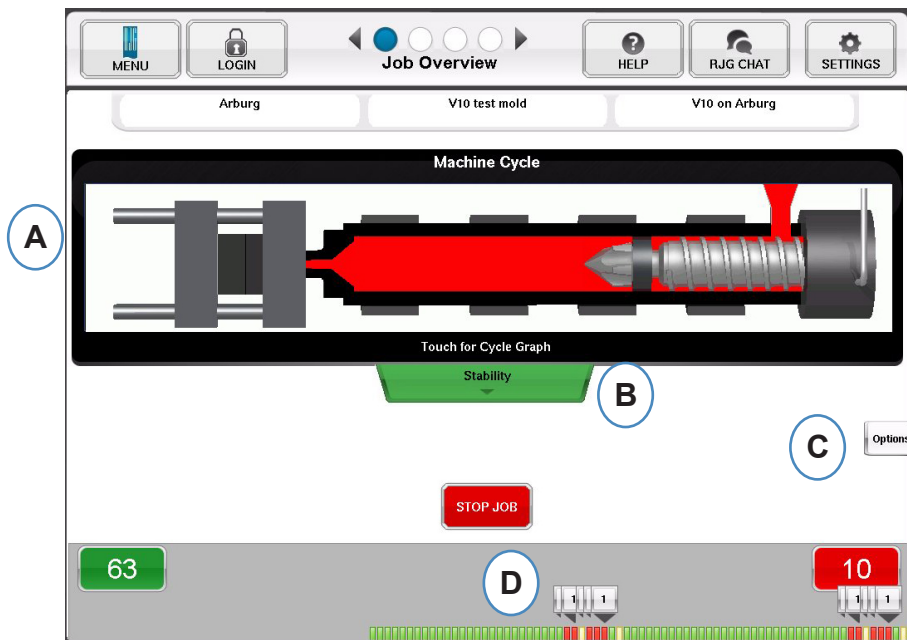 MENU
LOGIN
Job Overview
HELP
RJG CHAT
SETTINGS
Arburg
V10 test mold
V10 on Arburg
Machine Cycle
A
Touch for Cycle Graph
Stability
B
C
Options
STOP JOB
63
D
10
1
1
1
1